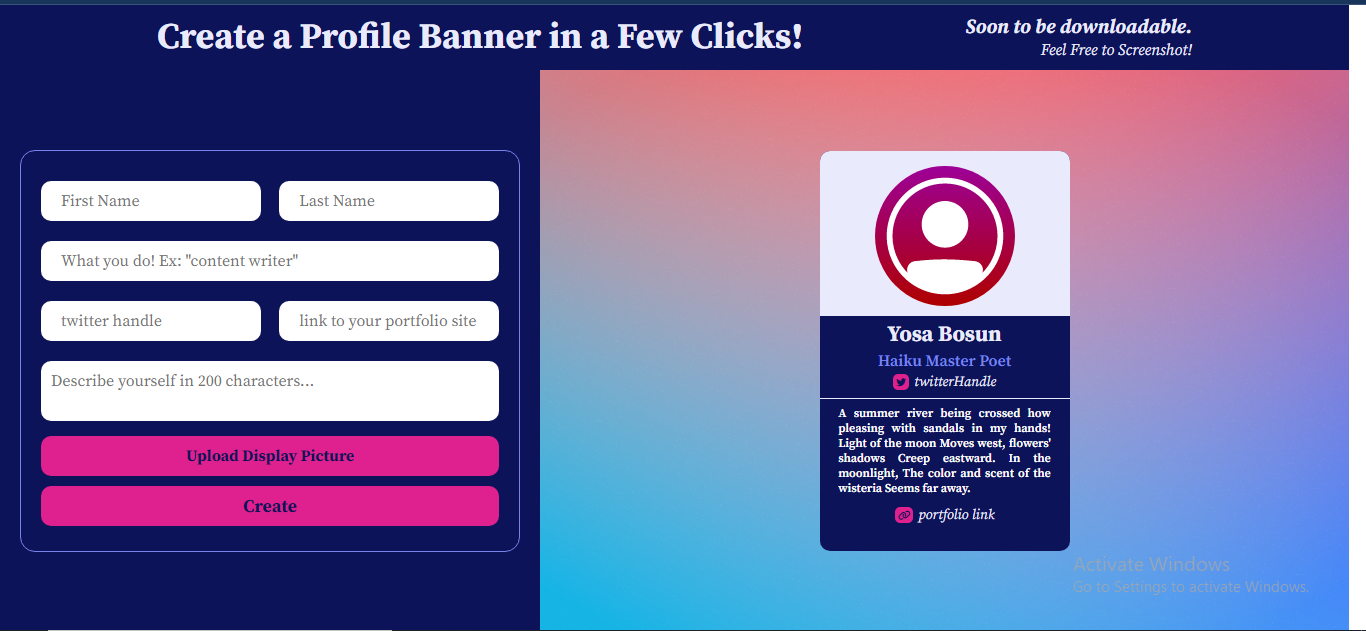 Create a Profile Banner in a Few Clicks!
Soon to be downloadable.
Feel Free to Screenshot!
First Name
Last Name
What you do! Ex: "content writer"
twitter handle
link to your portfolio site
Describe yourself in 200 characters...
Upload Display Picture
Create
Yosa Bosun
Haiku Master Poet
twitterHandle
A summer river being crossed how
pleasing with sandals in my hands!
Light of the moon Moves west, flowers'
shadows Creep eastward. In the
moonlight, The color and scent of the
wisteria Seems far away.
portfolio link
Activate Windows
Go to Settings to activate Windows.